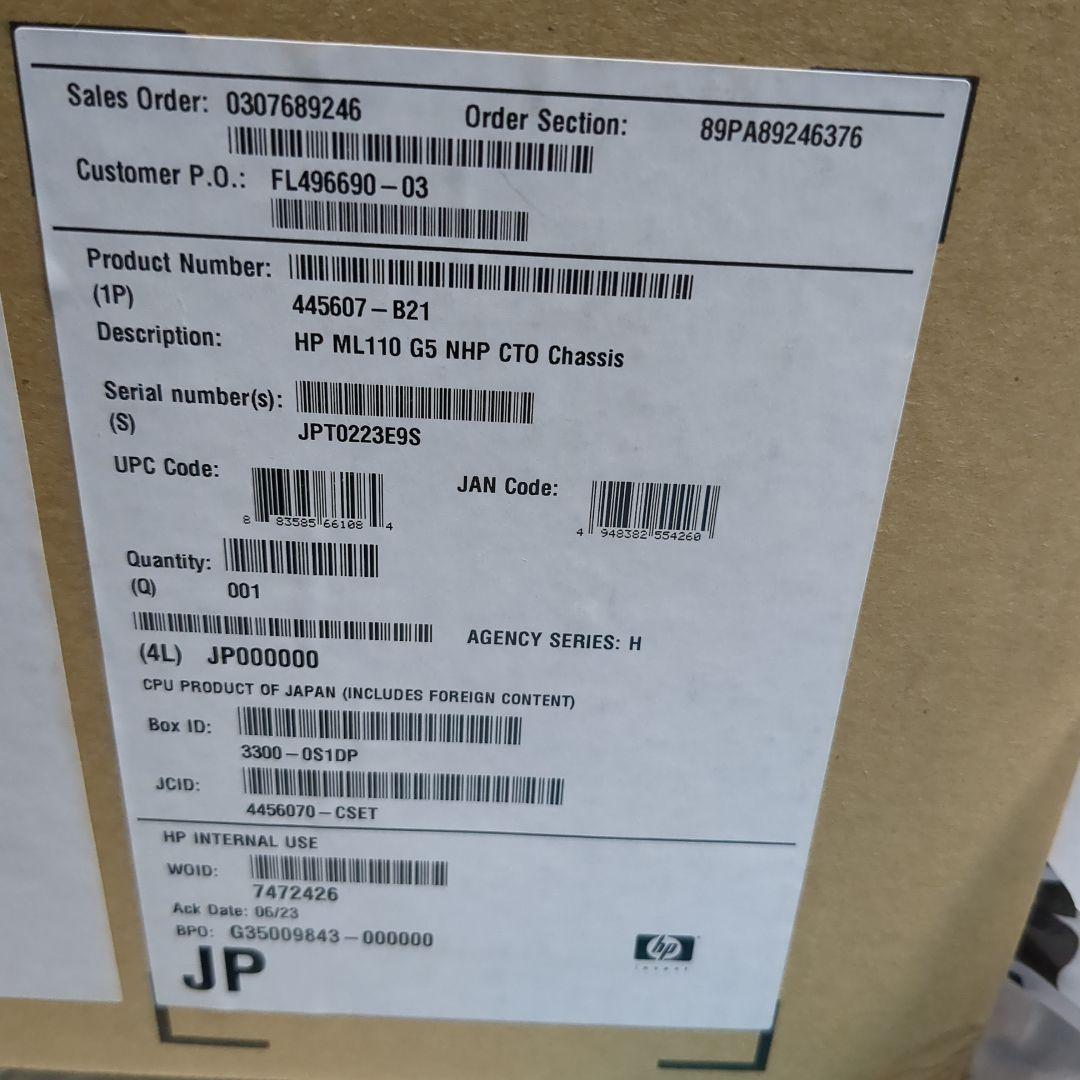 Sales Order: 0307689246 Order Section: 89PA89246376
Customer P.O.: FL496690-03
Product Number:
(1P) 445607-B21
Description: HP ML110 G5 NHP CTO Chassis
Serial number(s):
(S) JPT0223E9S
UPC Code: JAN Code:
8 83585 66108 4 4 948382 554260
Quantity:
(Q) 001
AGENCY SERIES: H
(4L) JP000000
CPU PRODUCT OF JAPAN (INCLUDES FOREIGN CONTENT)
Box ID:
3300-0S1DP
JCID:
4456070-CSET
HP INTERNAL USE
WOID:
7472426
Ack Date: 06/23
BPO: G35009843-000000
JP
hp
invent